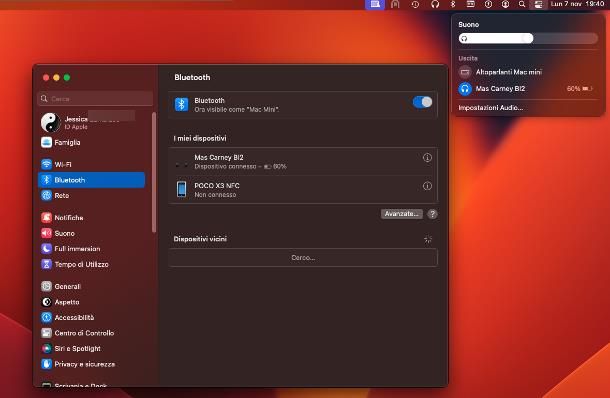 Lun 7 nov 19:40
Suono
Uscita
Altoparlanti Mac mini
Mas Carney BI2 60%
Impostazioni Audio...
Bluetooth
Cerca
Jessica
ID Apple
Famiglia
Wi-Fi
Bluetooth
Rete
Notifiche
Suono
Full immersion
Tempo di Utilizzo
Generali
Aspetto
Accessibilità
Centro di Controllo
Siri e Spotlight
Privacy e sicurezza
Scrivania e Dock
Bluetooth
Ora visibile come "Mac Mini".
I miei dispositivi
Mas Carney BI2
Dispositivo connesso – 60%
POCO X3 NFC
Non connesso
Avanzate... ?
Dispositivi vicini
Cerco...